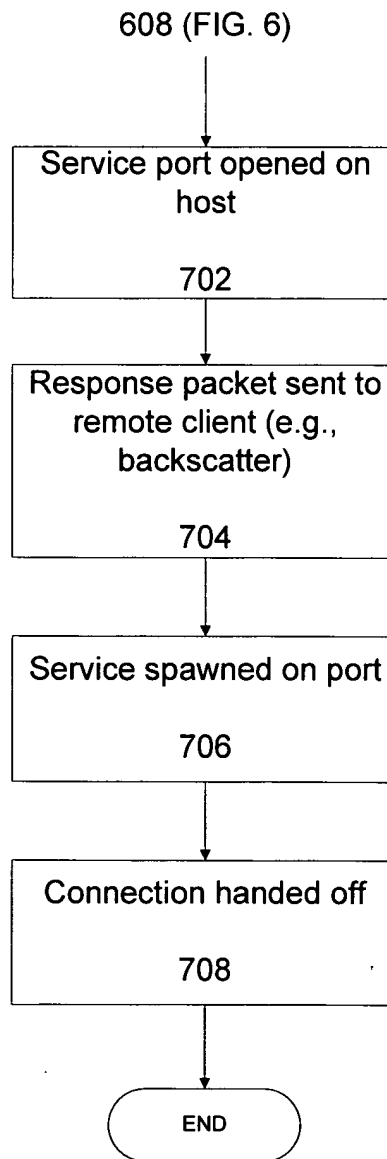 608 (FIG. 6)
Service port opened on
host
702
Response packet sent to
remote client (e.g.,
backscatter)
704
Service spawned on port
706
Connection handed off
708
END